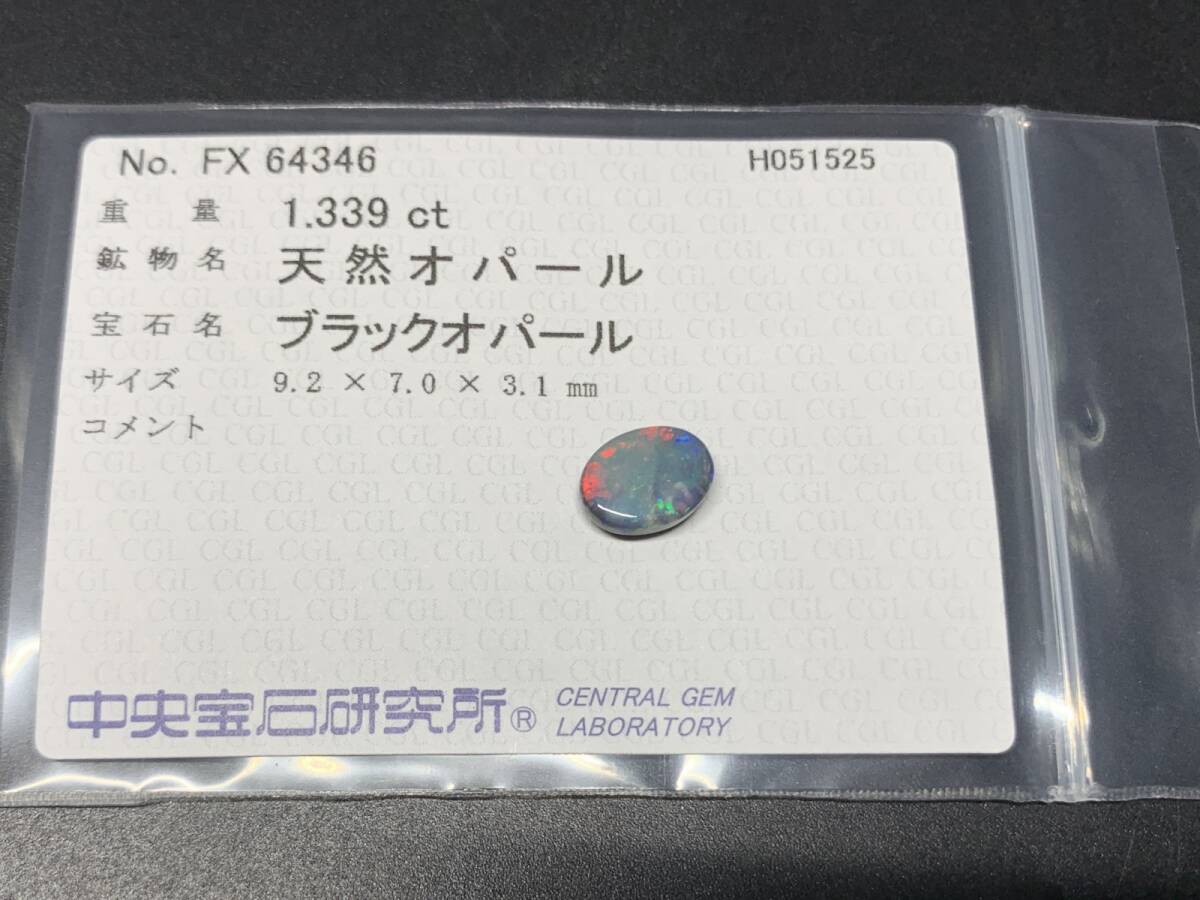 No. FX 64346 H051525
重量 1.339 ct
鉱物名 天然オパール
宝石名 ブラックオパール
サイズ 9.2 × 7.0 × 3.1 mm
コメント
中央宝石研究所® CENTRAL GEM
LABORATORY